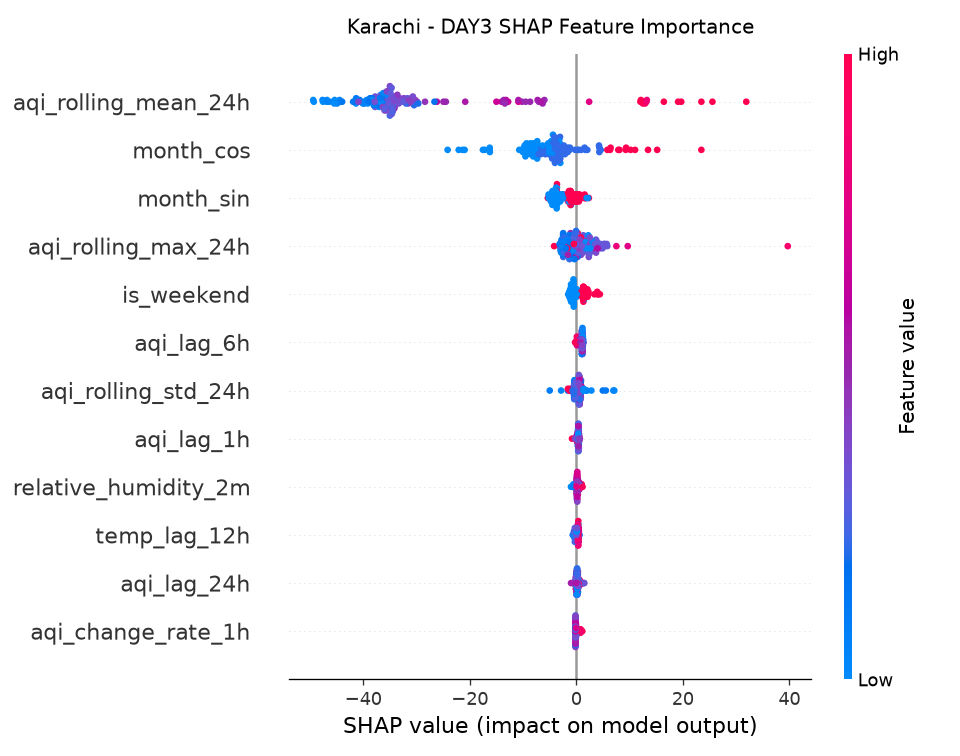 Karachi - DAY3 SHAP Feature Importance
High
aqi_rolling_mean_24h
month_cos
month_sin
aqi_rolling_max_24h
is_weekend
aqi_lag_6h
aqi_rolling_std_24h
aqi_lag_1h
relative_humidity_2m
temp_lag_12h
aqi_lag_24h
aqi_change_rate_1h
Feature value
Low
−40 −20 0 20 40
SHAP value (impact on model output)